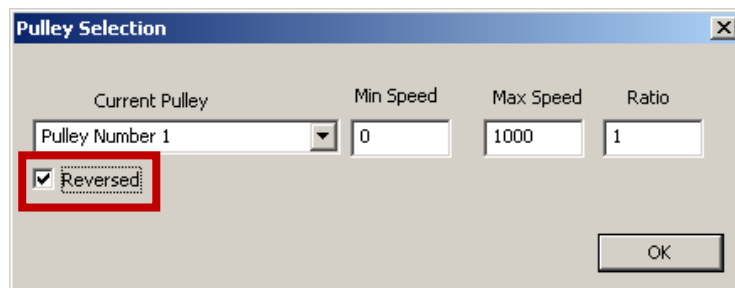 Pulley Selection
Current Pulley Min Speed Max Speed Ratio
Pulley Number 1 0 1000 1
Reversed
OK